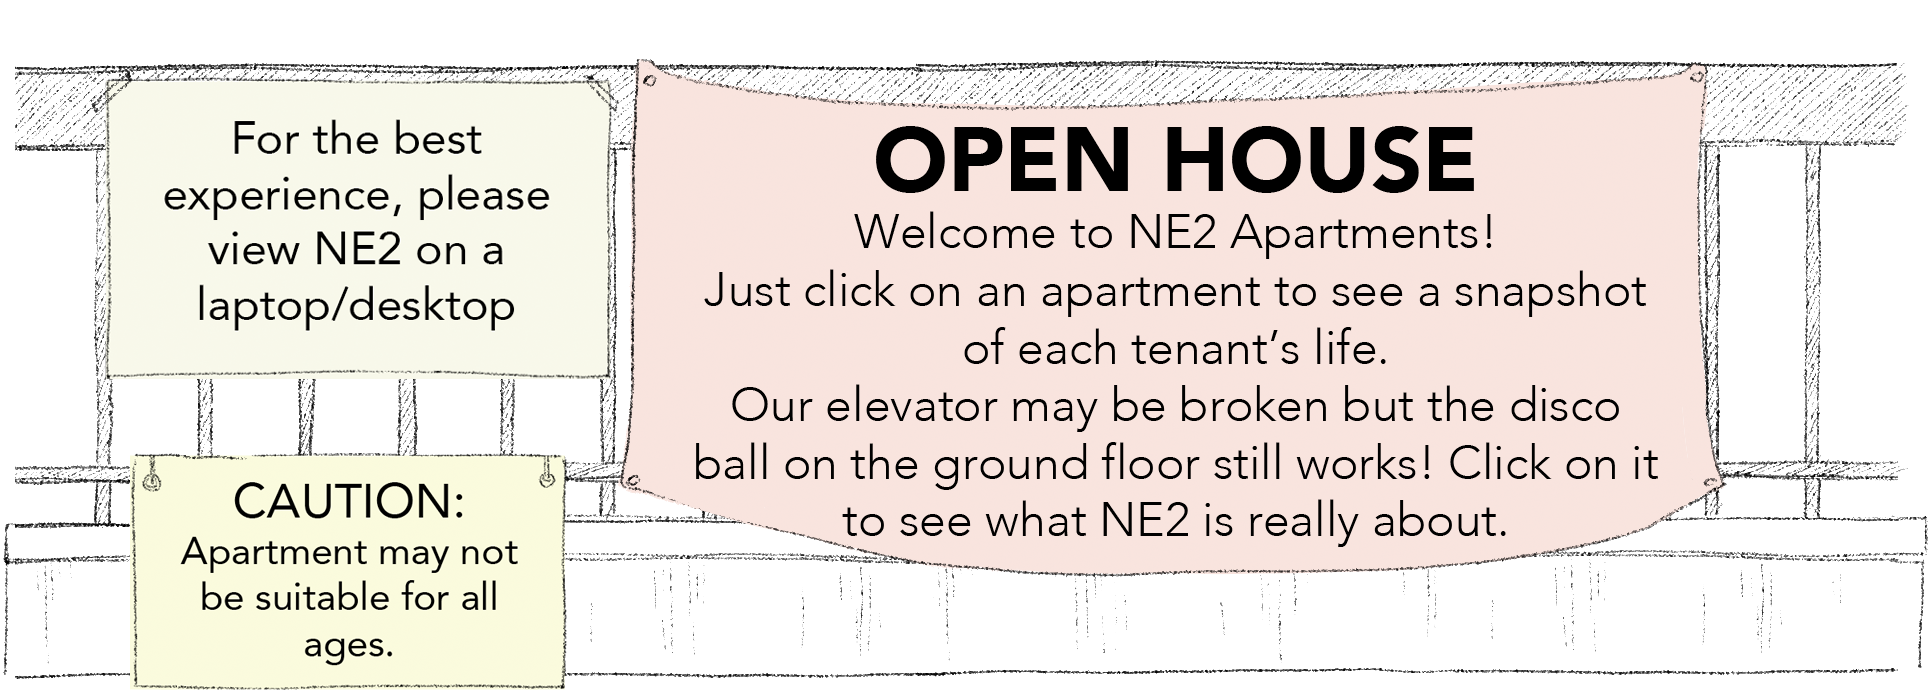 For the best
experience, please
view NE2 on a
laptop/desktop
CAUTION:
Apartment may not
be suitable for all
ages.
OPEN HOUSE
Welcome to NE2 Apartments!
Just click on an apartment to see a snapshot
of each tenant’s life.
Our elevator may be broken but the disco
ball on the ground floor still works! Click on it
to see what NE2 is really about.